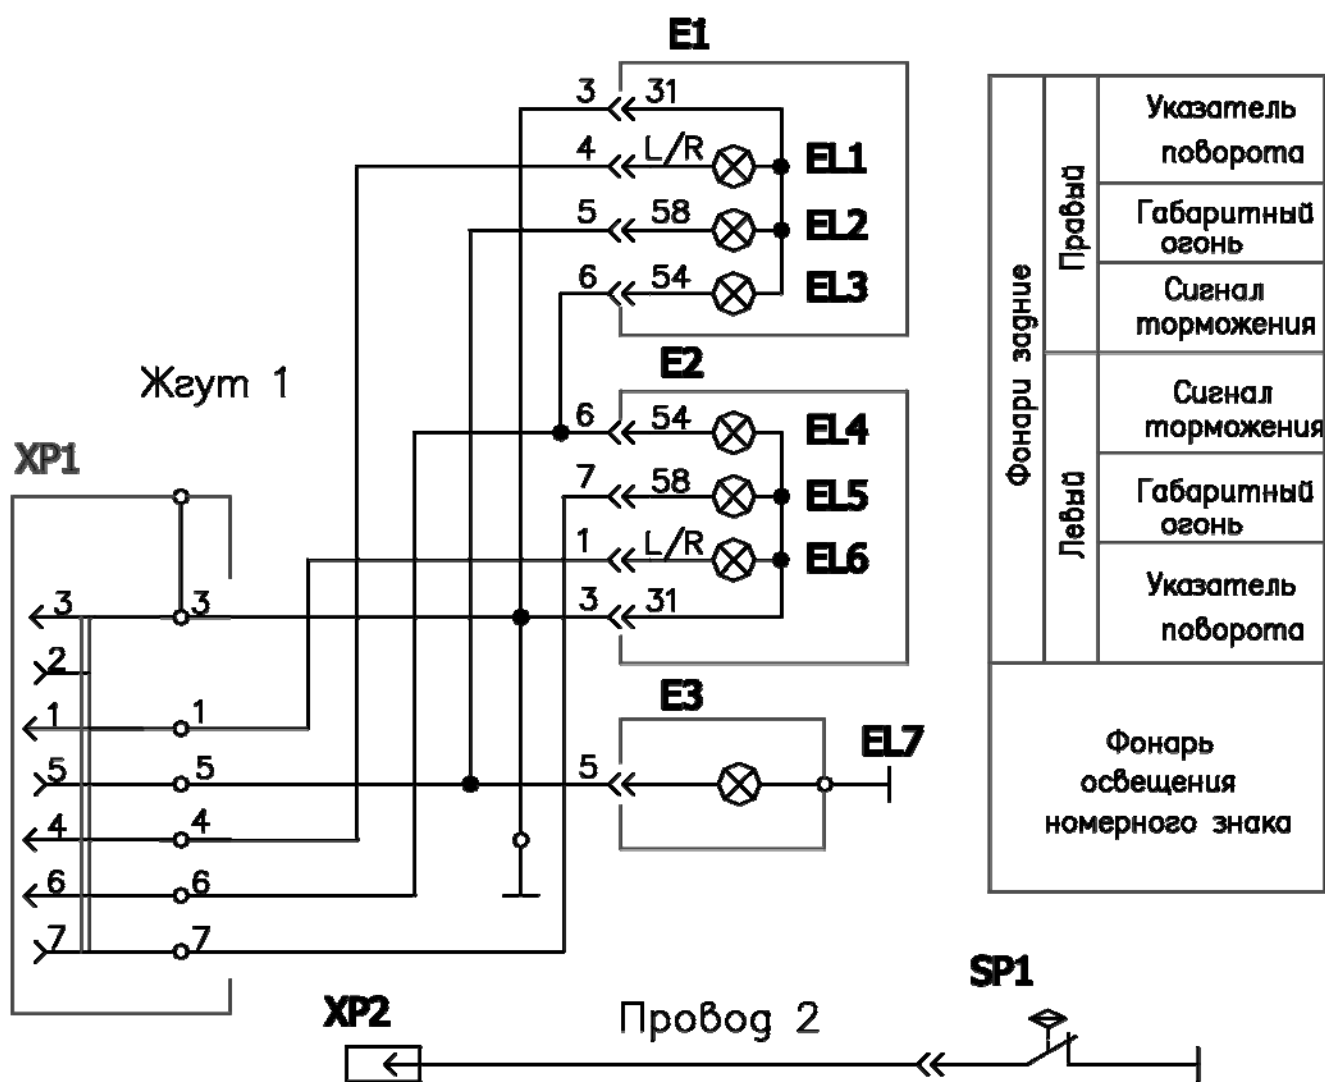 E1
3 31
4 L/R EL1
5 58 EL2
6 54 EL3
E2
6 54 EL4
7 58 EL5
1 L/R EL6
3 31
E3
5 EL7
Жгут 1
XP1
3 3
2
1 1
5 5
4 4
6 6
7 7
XP2
Провод 2
SP1
Фонари задние
Правый
Указатель
поворота
Габаритный
огонь
Сигнал
торможения
Левый
Сигнал
торможения
Габаритный
огонь
Указатель
поворота
Фонарь
освещения
номерного знака